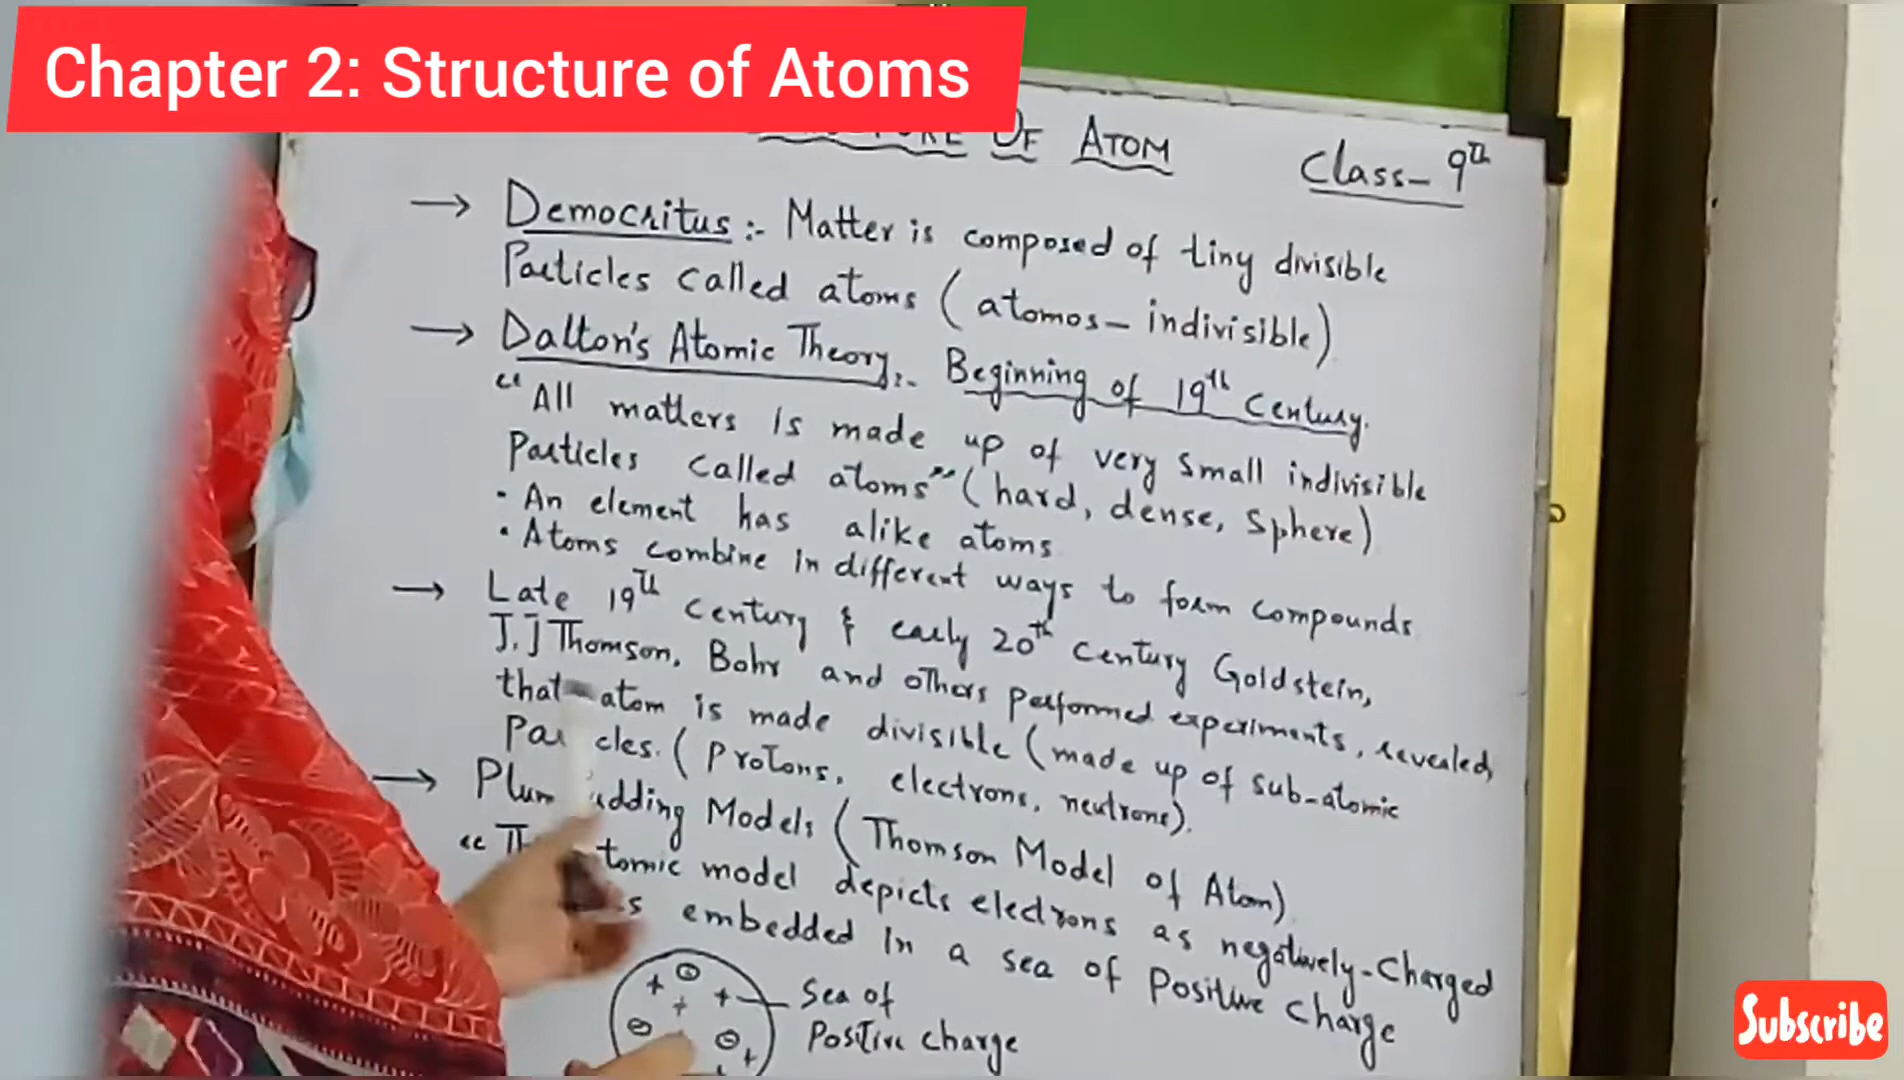 Chapter 2: Structure of Atoms
OF ATOM
Class- 9th
→ Democritus:- Matter is composed of tiny divisible
Particles called atoms (atomos- indivisible)
→ Dalton's Atomic Theory:- Beginning of 19th Century.
"All matters is made up of very small indivisible
Particles called atoms" (hard, dense, Sphere)
• An element has alike atoms
• Atoms combine in different ways to form compounds
→ Late 19th century & early 20th century Goldstein,
J.J Thomson, Bohr and others performed experiments, revealed,
that atom is made divisible (made up of sub-atomic
cles. (Protons, electrons, neutrons).
→ Plum udding Models (Thomson Model of Atom)
" tomic model depicts electrons as negatively-Charged
s embedded in a sea of Positive charge
Sea of
Positive charge
Subscribe